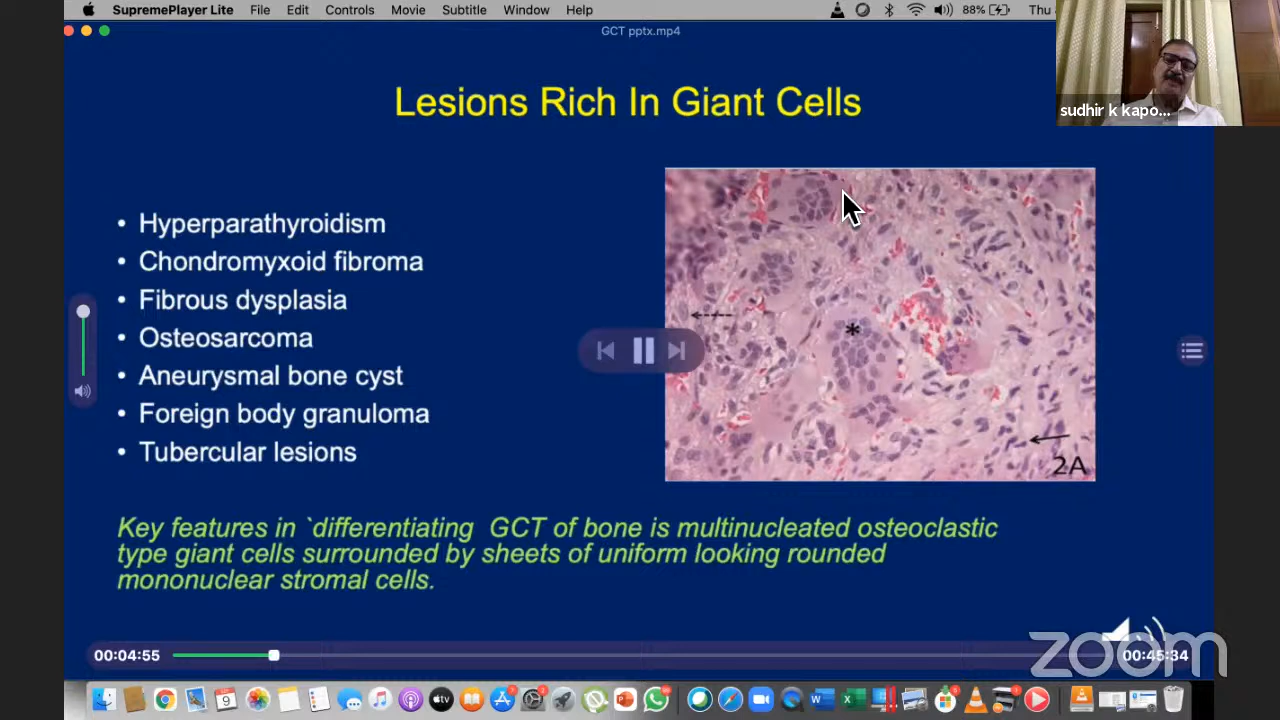 SupremePlayer Lite File Edit Controls Movie Subtitle Window Help 88% Thu
GCT pptx.mp4
sudhir k kapo...
Lesions Rich In Giant Cells
• Hyperparathyroidism
• Chondromyxoid fibroma
• Fibrous dysplasia
• Osteosarcoma
• Aneurysmal bone cyst
• Foreign body granuloma
• Tubercular lesions
*
2A
Key features in `differentiating GCT of bone is multinucleated osteoclastic
type giant cells surrounded by sheets of uniform looking rounded
mononuclear stromal cells.
00:04:55
00:45:34
zoom
9
tv
W
X